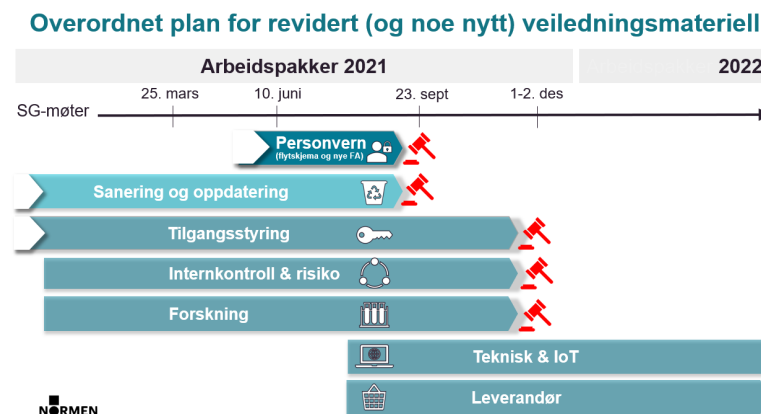 Overordnet plan for revidert (og noe nytt) veiledningsmateriell
Arbeidspakker 2021
2022
25. mars
10. juni
23. sept
1-2. des
SG-møter
Personvern
(flytskjema og nye FA)
Sanering og oppdatering
Tilgangsstyring
Internkontroll & risiko
Forskning
Teknisk & IoT
Leverandør
NORMEN